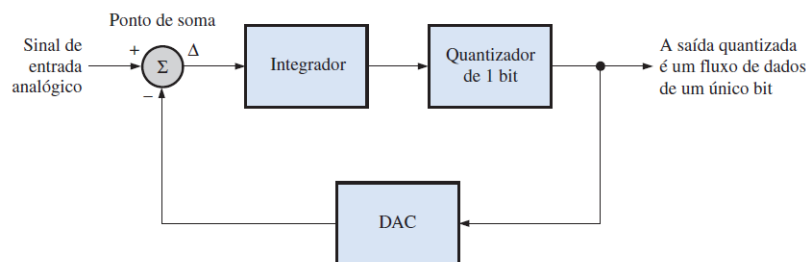 Ponto de soma
Sinal de
entrada
analógico
+
Σ
Δ
−
Integrador
Quantizador
de 1 bit
A saída quantizada
é um fluxo de dados
de um único bit
DAC